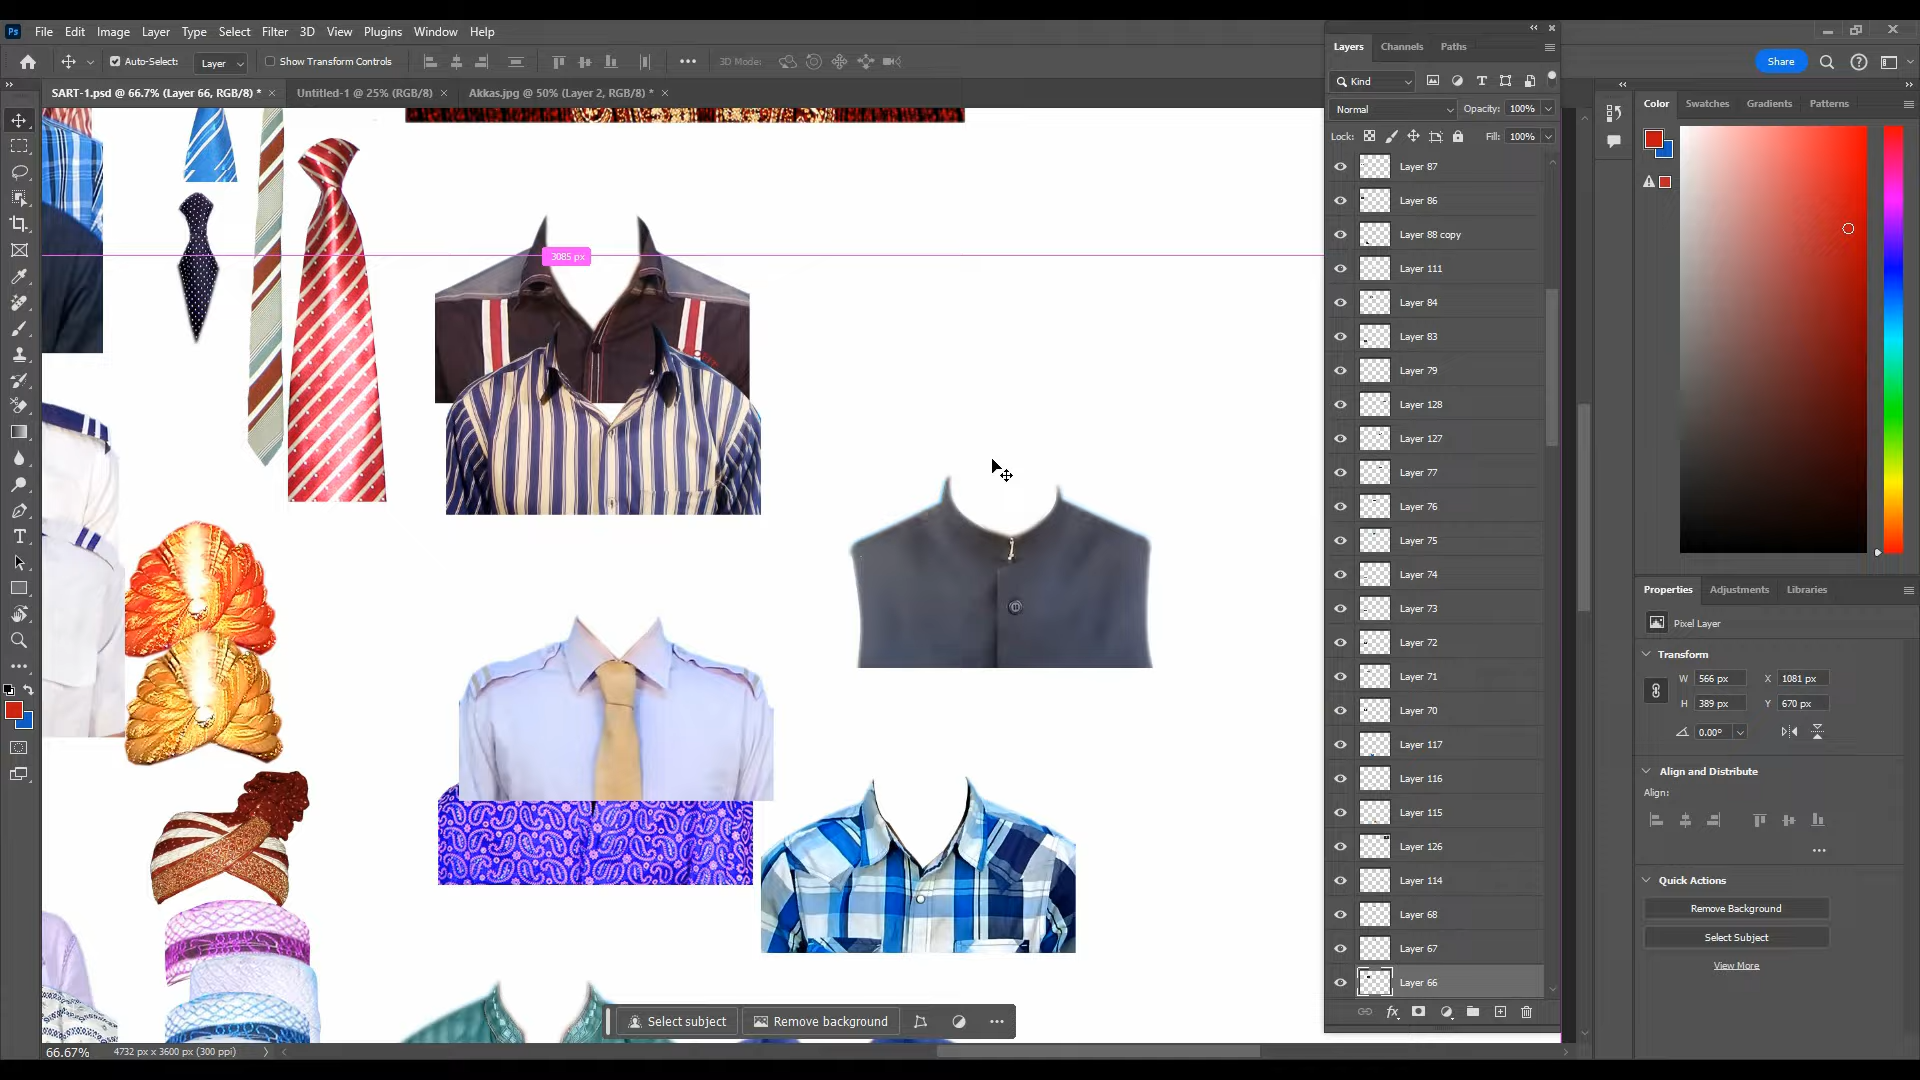 Ps File Edit Image Layer Type Select Filter 3D View Plugins Window Help
Auto-Select: Layer Show Transform Controls 3D Mode: Share
SART-1.psd @ 66.7% (Layer 66, RGB/8) * Untitled-1 @ 25% (RGB/8) Akkas.jpg @ 50% (Layer 2, RGB/8) *
3085 px
Select subject Remove background
66.67% 4732 px x 3600 px (300 ppi)
Layers Channels Paths
Kind
Normal Opacity: 100%
Lock: Fill: 100%
Layer 87
Layer 86
Layer 88 copy
Layer 111
Layer 84
Layer 83
Layer 79
Layer 128
Layer 127
Layer 77
Layer 76
Layer 75
Layer 74
Layer 73
Layer 72
Layer 71
Layer 70
Layer 117
Layer 116
Layer 115
Layer 126
Layer 114
Layer 68
Layer 67
Layer 66
fx
Color Swatches Gradients Patterns
Properties Adjustments Libraries
Pixel Layer
Transform
W 566 px X 1081 px
H 389 px Y 670 px
0.00°
Align and Distribute
Align:
Quick Actions
Remove Background
Select Subject
View More